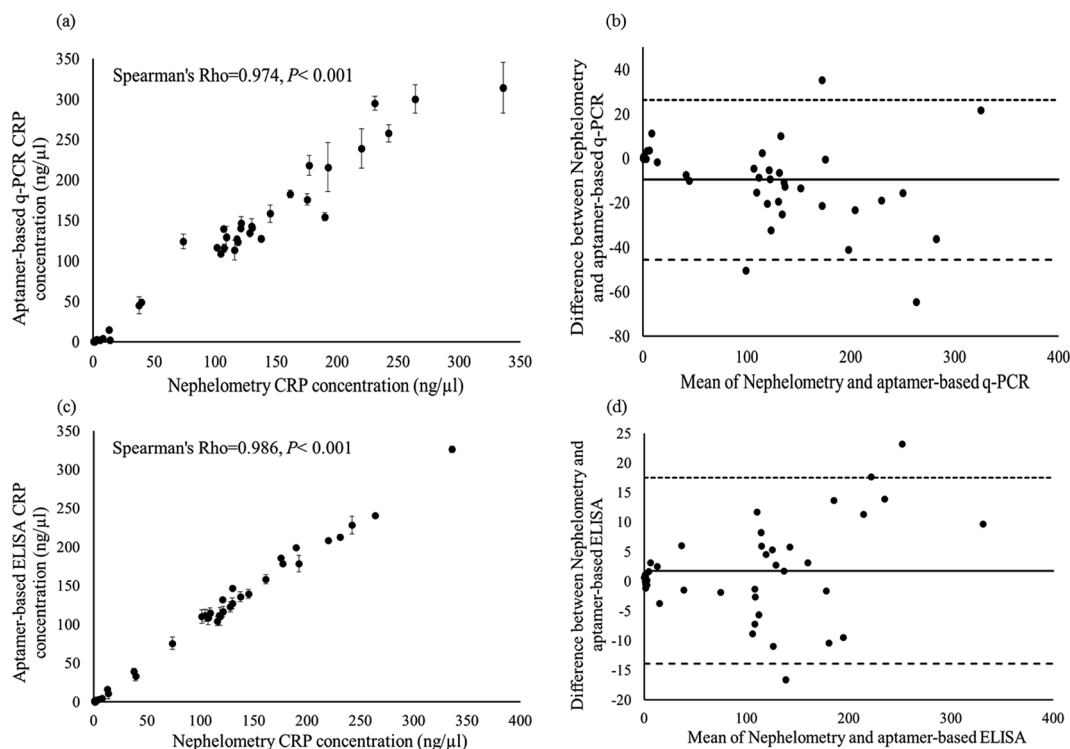 (a)
Spearman's Rho=0.974, P< 0.001
Aptamer-based q-PCR CRP
concentration (ng/µl)
350
300
250
200
150
100
50
0
0 50 100 150 200 250 300 350
Nephelometry CRP concentration (ng/µl)
(b)
Difference between Nephelometry
and aptamer-based q-PCR
40
20
0
-20
-40
-60
-80
0 100 200 300 400
Mean of Nephelometry and aptamer-based q-PCR
(c)
Spearman's Rho=0.986, P< 0.001
Aptamer-based ELISA CRP
concentration (ng/µl)
350
300
250
200
150
100
50
0
0 50 100 150 200 250 300 350 400
Nephelometry CRP concentration (ng/µl)
(d)
Difference between Nephelometry and
aptamer-based ELISA
25
20
15
10
5
0
-5
-10
-15
-20
0 100 200 300 400
Mean of Nephelometry and aptamer-based ELISA